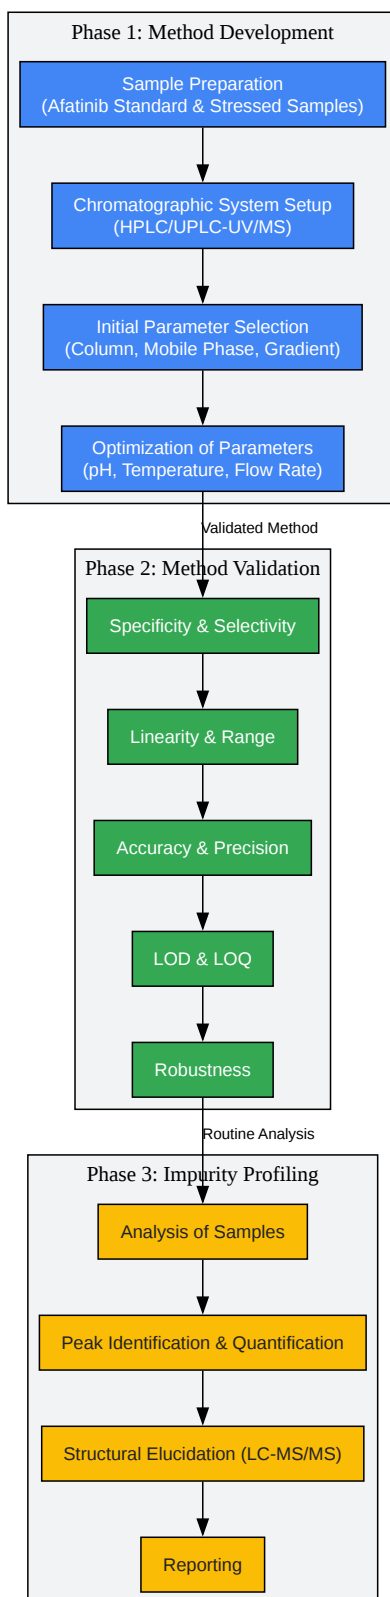 Phase 1: Method Development
Sample Preparation
(Afatinib Standard & Stressed Samples)
Chromatographic System Setup
(HPLC/UPLC-UV/MS)
Initial Parameter Selection
(Column, Mobile Phase, Gradient)
Optimization of Parameters
(pH, Temperature, Flow Rate)
Validated Method
Phase 2: Method Validation
Specificity & Selectivity
Linearity & Range
Accuracy & Precision
LOD & LOQ
Robustness
Routine Analysis
Phase 3: Impurity Profiling
Analysis of Samples
Peak Identification & Quantification
Structural Elucidation (LC-MS/MS)
Reporting